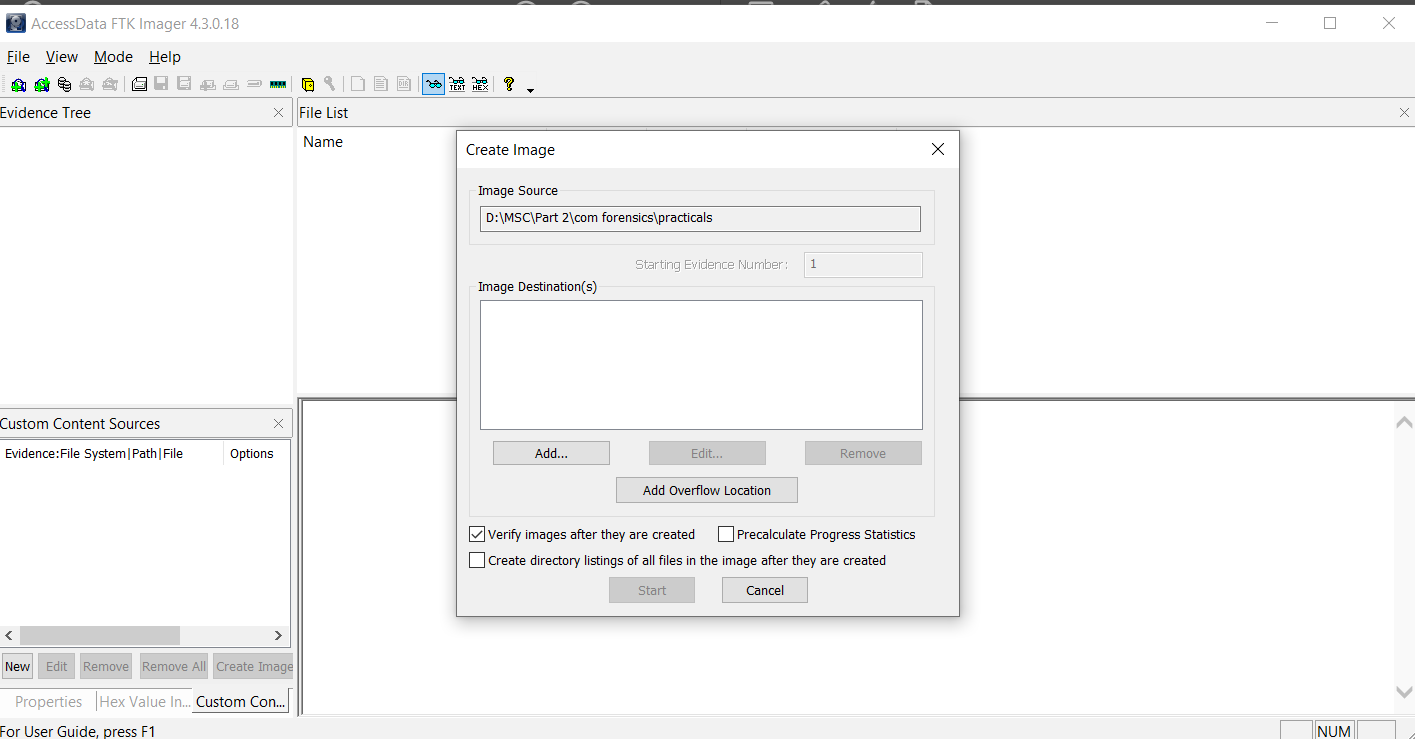 AccessData FTK Imager 4.3.0.18
File View Mode Help
TEXT HEX ?
Evidence Tree
File List
Name
Create Image
Image Source
D:\MSC\Part 2\com forensics\practicals
Starting Evidence Number: 1
Image Destination(s)
Add... Edit... Remove
Add Overflow Location
Verify images after they are created Precalculate Progress Statistics
Create directory listings of all files in the image after they are created
Start Cancel
Custom Content Sources
Evidence:File System|Path|File Options
New Edit Remove Remove All Create Image
Properties Hex Value In... Custom Con...
For User Guide, press F1 NUM